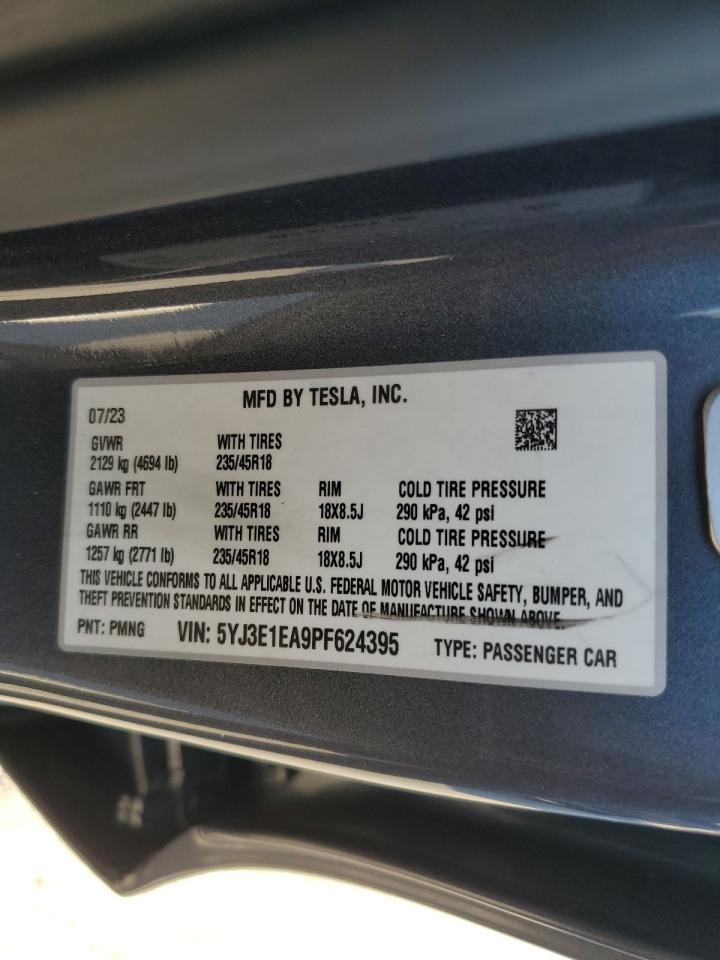 MFD BY TESLA, INC.
07/23
GVWR WITH TIRES
2129 kg (4694 lb) 235/45R18
GAWR FRT WITH TIRES RIM COLD TIRE PRESSURE
1110 kg (2447 lb) 235/45R18 18X8.5J 290 kPa, 42 psi
GAWR RR WITH TIRES RIM COLD TIRE PRESSURE
1257 kg (2771 lb) 235/45R18 18X8.5J 290 kPa, 42 psi
THIS VEHICLE CONFORMS TO ALL APPLICABLE U.S. FEDERAL MOTOR VEHICLE SAFETY, BUMPER, AND
THEFT PREVENTION STANDARDS IN EFFECT ON THE DATE OF MANUFACTURE SHOWN ABOVE.
PNT: PMNG VIN: 5YJ3E1EA9PF624395 TYPE: PASSENGER CAR